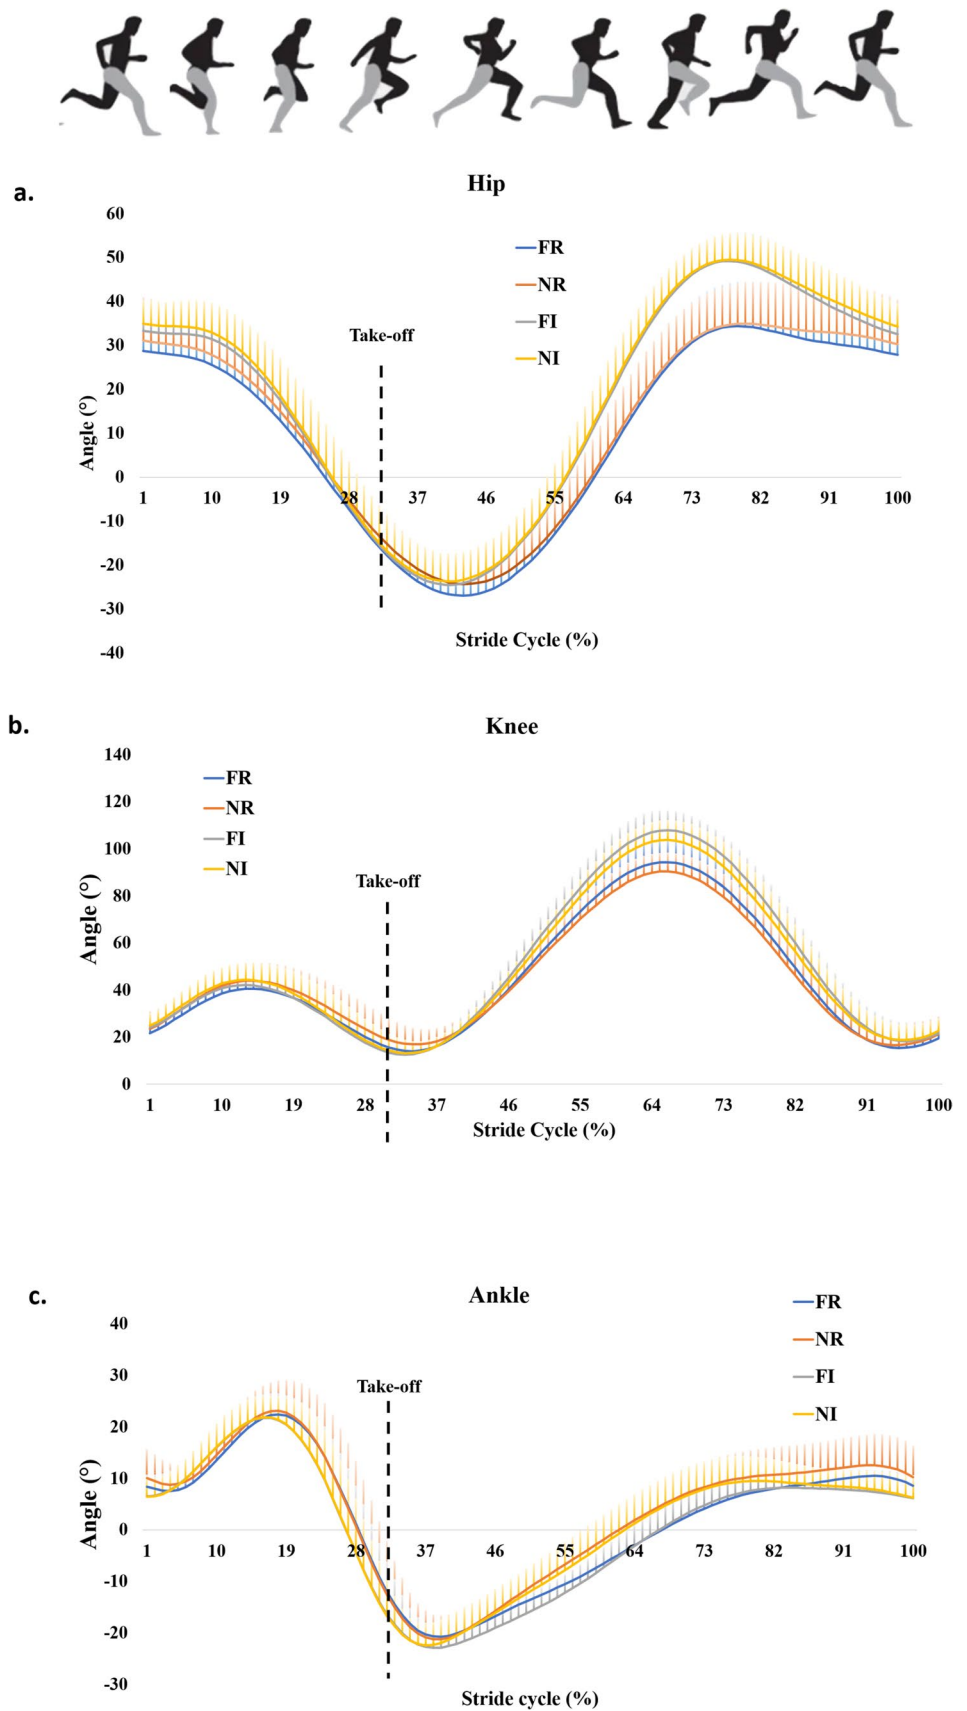 a.
Hip
60
50
40
30
20
10
0
-10
-20
-30
-40
Angle (°)
FR
NR
FI
NI
Take-off
1 10 19 28 37 46 55 64 73 82 91 100
Stride Cycle (%)
b.
Knee
140
120
100
80
60
40
20
0
Angle (°)
FR
NR
FI
NI
Take-off
1 10 19 28 37 46 55 64 73 82 91 100
Stride Cycle (%)
c.
Ankle
40
30
20
10
0
-10
-20
-30
Angle (°)
FR
NR
FI
NI
Take-off
1 10 19 28 37 46 55 64 73 82 91 100
Stride cycle (%)